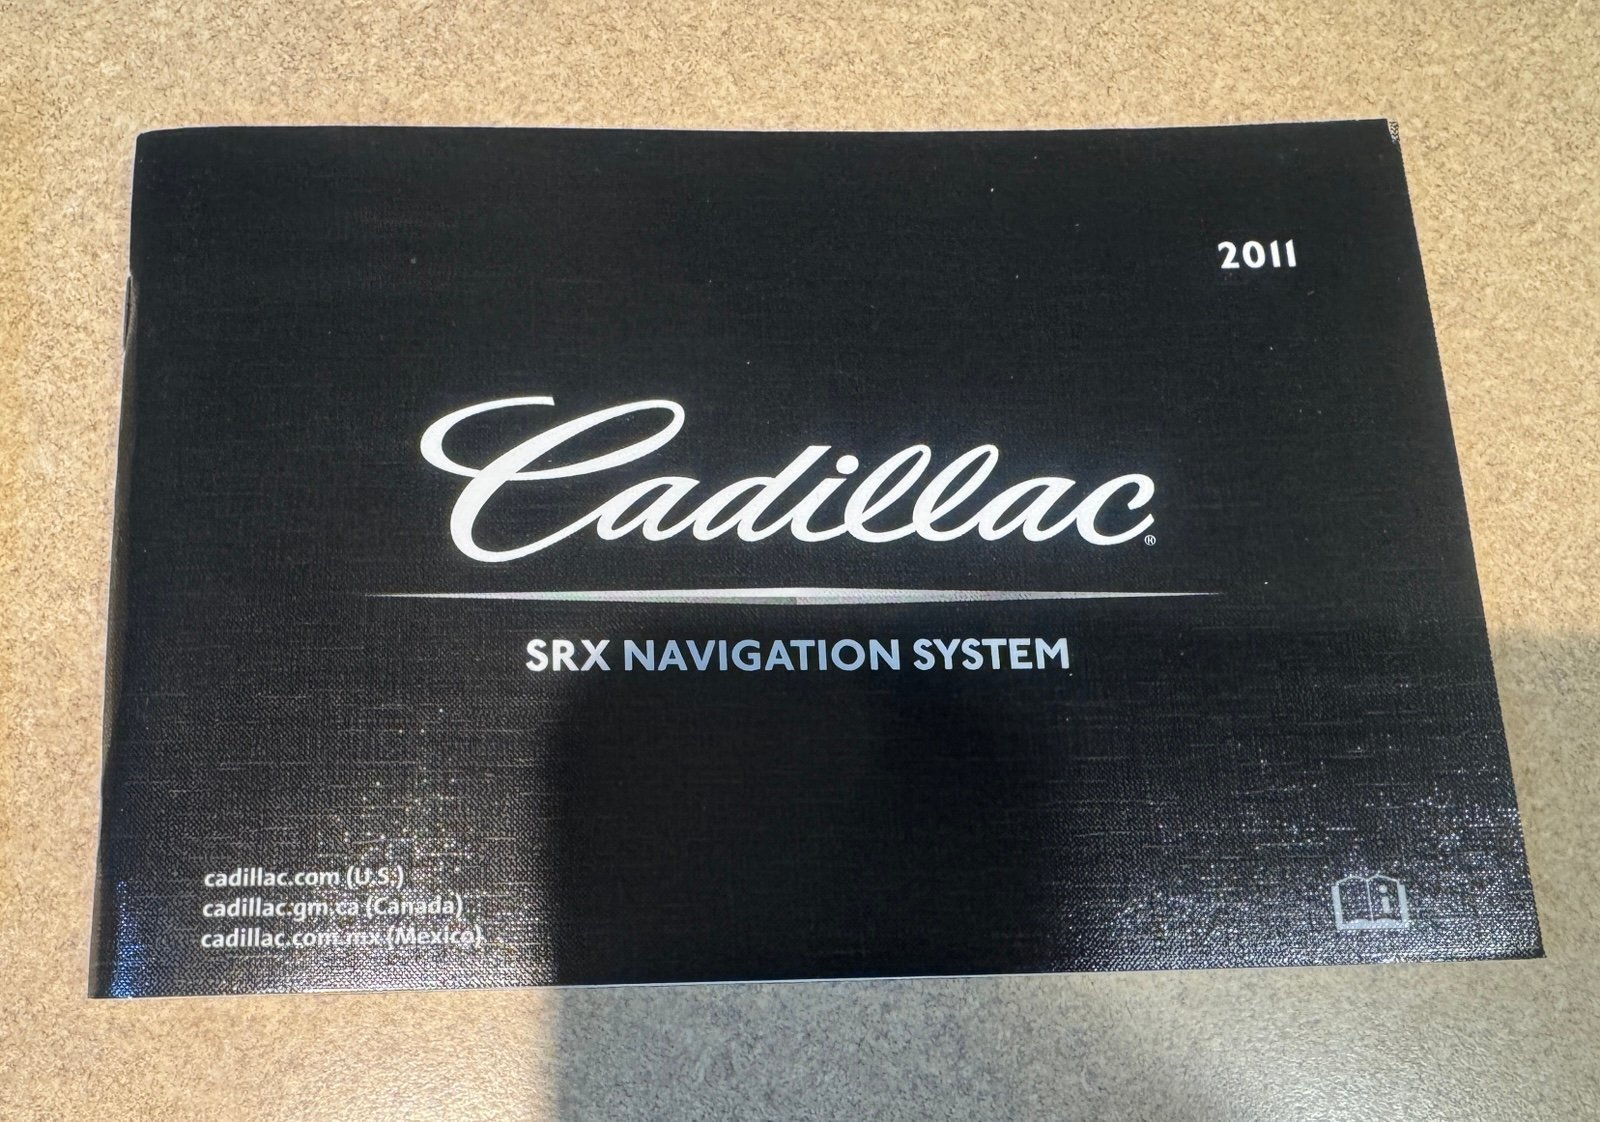 2011
Cadillac®
SRX NAVIGATION SYSTEM
cadillac.com (U.S.)
cadillac.gm.ca (Canada)
cadillac.com.mx (Mexico)
i